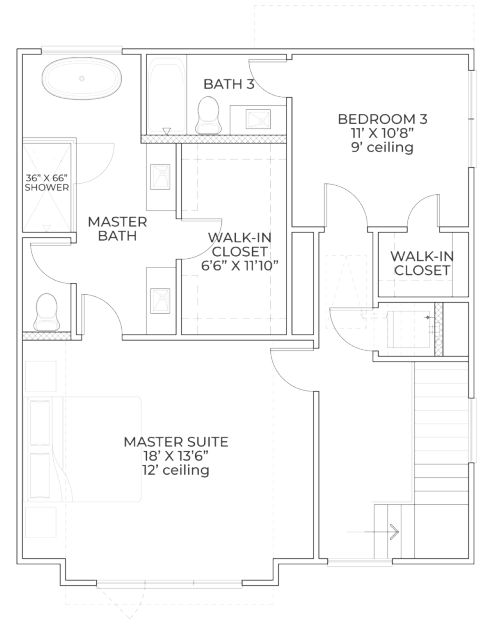 BATH 3
BEDROOM 3
11’ X 10’8”
9’ ceiling
36” X 66”
SHOWER
MASTER
BATH
WALK-IN
CLOSET
6’6” X 11’10”
WALK-IN
CLOSET
MASTER SUITE
18’ X 13’6”
12’ ceiling